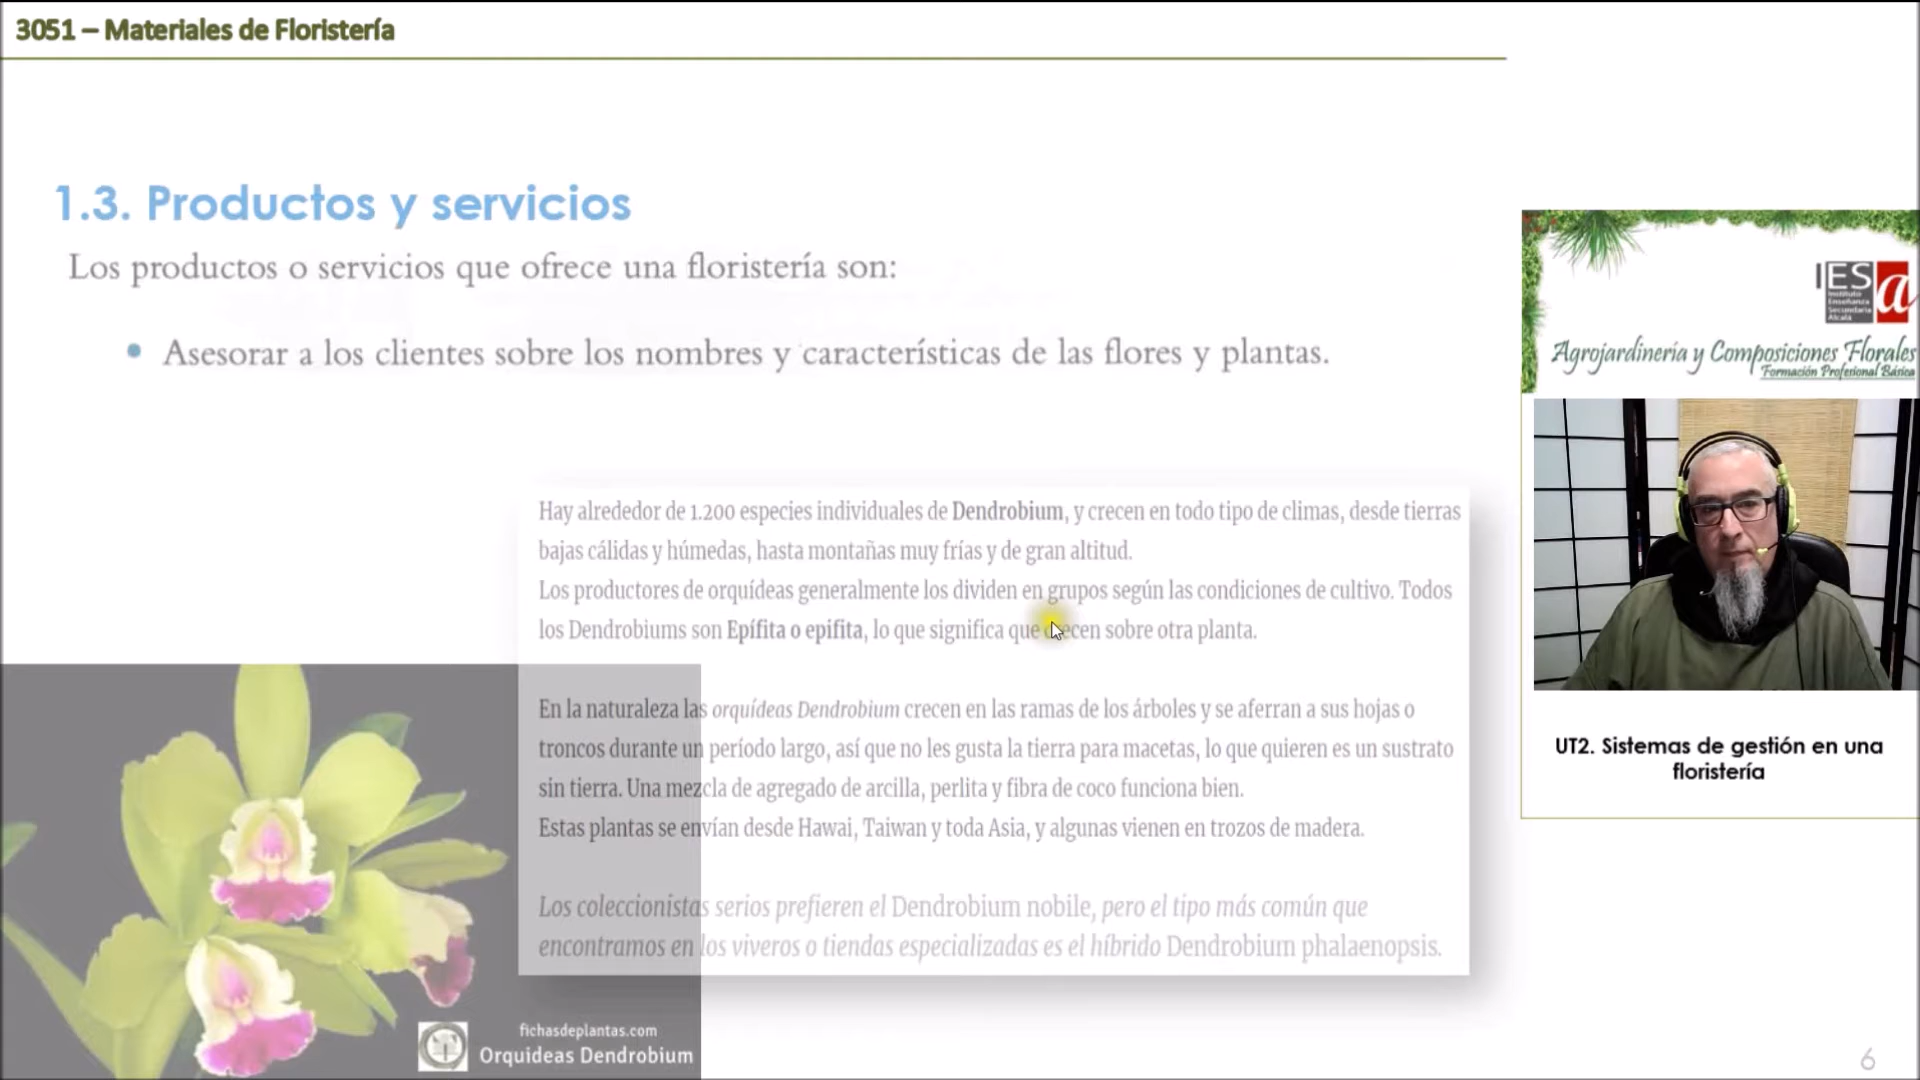 3051 – Materiales de Floristería
1.3. Productos y servicios
Los productos o servicios que ofrece una floristería son:
• Asesorar a los clientes sobre los nombres y características de las flores y plantas.
Hay alrededor de 1.200 especies individuales de Dendrobium, y crecen en todo tipo de climas, desde tierras
bajas cálidas y húmedas, hasta montañas muy frías y de gran altitud.
Los productores de orquídeas generalmente los dividen en grupos según las condiciones de cultivo. Todos
los Dendrobiums son Epífita o epifita, lo que significa que crecen sobre otra planta.
En la naturaleza las orquídeas Dendrobium crecen en las ramas de los árboles y se aferran a sus hojas o
troncos durante un período largo, así que no les gusta la tierra para macetas, lo que quieren es un sustrato
sin tierra. Una mezcla de agregado de arcilla, perlita y fibra de coco funciona bien.
Estas plantas se envían desde Hawai, Taiwan y toda Asia, y algunas vienen en trozos de madera.
Los coleccionistas serios prefieren el Dendrobium nobile, pero el tipo más común que
encontramos en los viveros o tiendas especializadas es el híbrido Dendrobium phalaenopsis.
fichasdeplantas.com
Orquideas Dendrobium
IES a
Instituto
Enseñanza
Secundaria
Alcalá
Agrojardinería y Composiciones Florales
Formación Profesional Básica
UT2. Sistemas de gestión en una
floristería
6